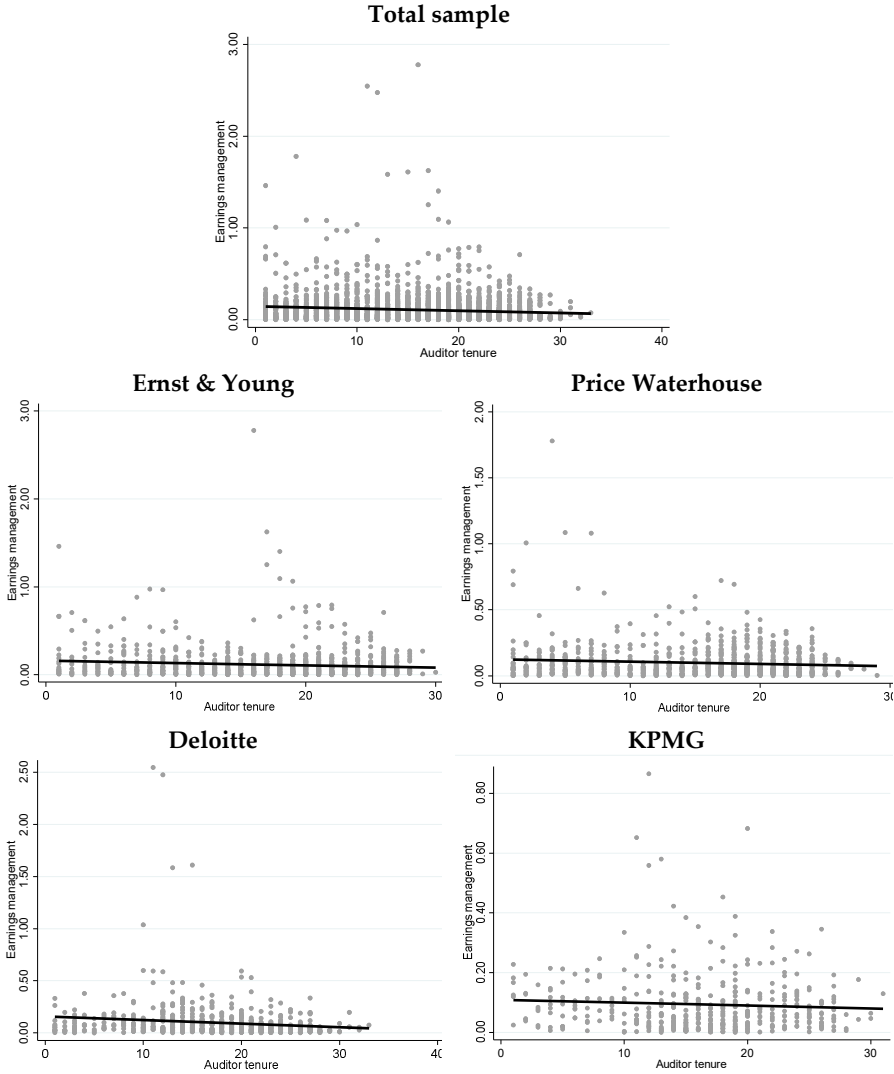 Total sample
Earnings management
3.00
2.00
1.00
0.00
0 10 20 30 40
Auditor tenure
Ernst & Young
Earnings management
3.00
2.00
1.00
0.00
0 10 20 30
Auditor tenure
Price Waterhouse
Earnings management
2.00
1.50
1.00
0.50
0.00
0 10 20 30
Auditor tenure
Deloitte
Earnings management
2.50
2.00
1.50
1.00
0.50
0.00
0 10 20 30 40
Auditor tenure
KPMG
Earnings management
0.80
0.60
0.40
0.20
0.00
0 10 20 30
Auditor tenure